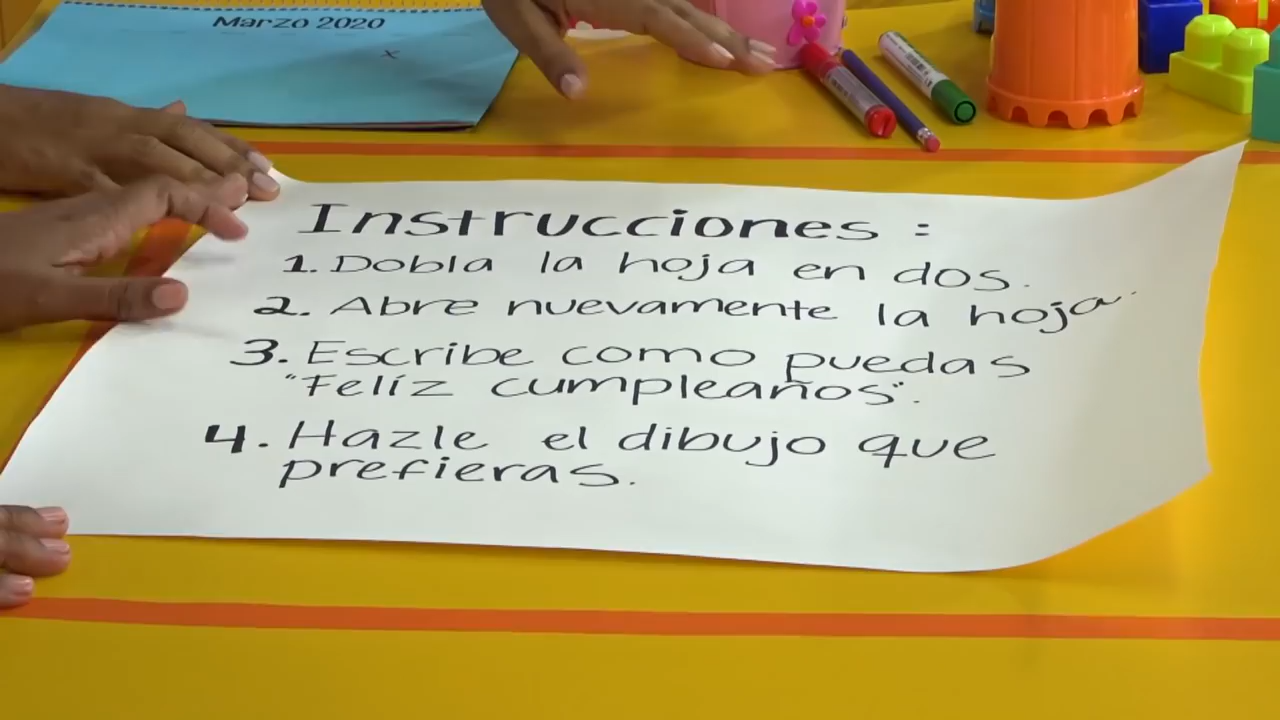 Marzo 2020
x
Instrucciones :
1. Dobla la hoja en dos.
2. Abre nuevamente la hoja.
3. Escribe como puedas
"Felíz cumpleaños".
4. Hazle el dibujo que
prefieras.